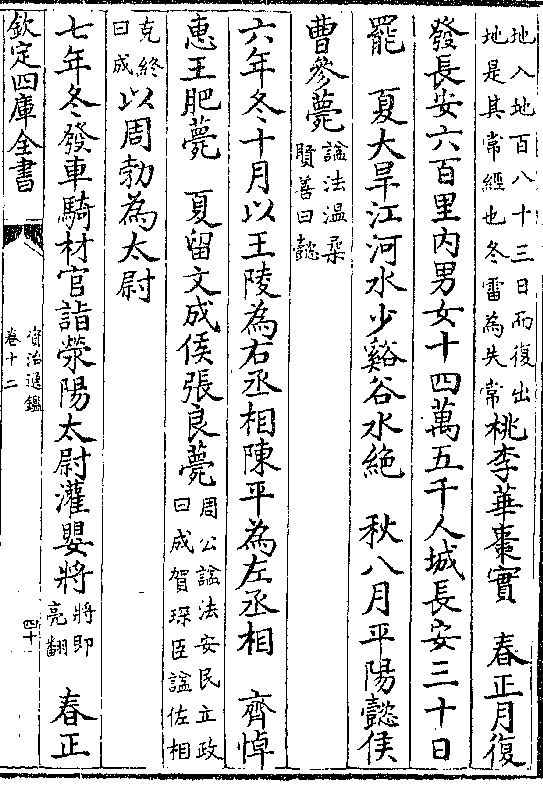 地入地百八十三日而復出
地是其常經也冬雷為失常
桃李華棗實　春正月復
發長安六百里内男女十四萬五千人城長安三十日
罷　夏大旱江河水少谿谷水絶　秋八月平陽懿侯
曹參薨
諡法温柔
賢善曰懿
六年冬十月以王陵為右丞相陳平為左丞相　齊悼
惠王肥薨　夏留文成侯張良薨
周公諡法安民立政
曰成賀琛臣諡佐相
克終
曰成
以周勃為太尉
七年冬發車騎材官詣滎陽太尉灌嬰將
將即
亮翻
春正
欽定四庫全書
資治通鑑
卷十二
四十